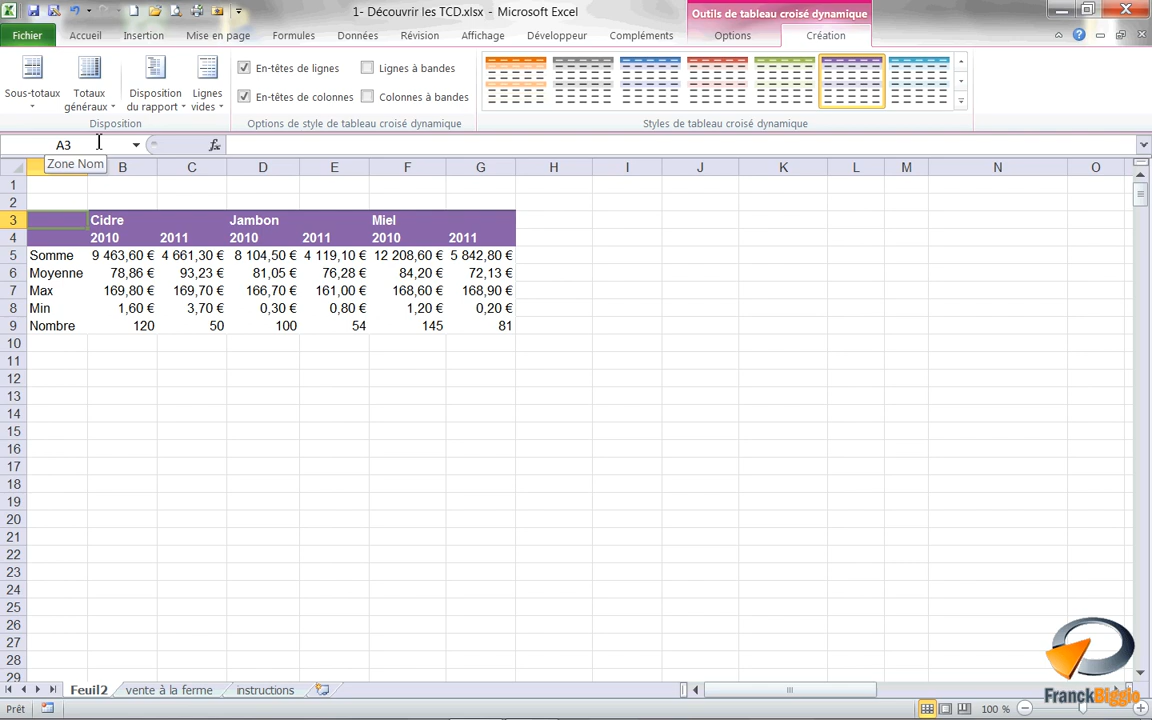 1- Découvrir les TCD.xlsx - Microsoft Excel
Outils de tableau croisé dynamique
Fichier Accueil Insertion Mise en page Formules Données Révision Affichage Développeur Compléments Options Création
Sous-totaux
Totaux généraux
Disposition du rapport
Lignes vides
En-têtes de lignes Lignes à bandes
En-têtes de colonnes Colonnes à bandes
Disposition Options de style de tableau croisé dynamique Styles de tableau croisé dynamique
A3 fx
Zone Nom
B C D E F G H I J K L M N O
1
2
3 Cidre Jambon Miel
4 2010 2011 2010 2011 2010 2011
5 Somme 9 463,60 € 4 661,30 € 8 104,50 € 4 119,10 € 12 208,60 € 5 842,80 €
6 Moyenne 78,86 € 93,23 € 81,05 € 76,28 € 84,20 € 72,13 €
7 Max 169,80 € 169,70 € 166,70 € 161,00 € 168,60 € 168,90 €
8 Min 1,60 € 3,70 € 0,30 € 0,80 € 1,20 € 0,20 €
9 Nombre 120 50 100 54 145 81
10
11
12
13
14
15
16
17
18
19
20
21
22
23
24
25
26
27
28
29
Feuil2 vente à la ferme instructions
FranckBiggio
Prêt 100 %